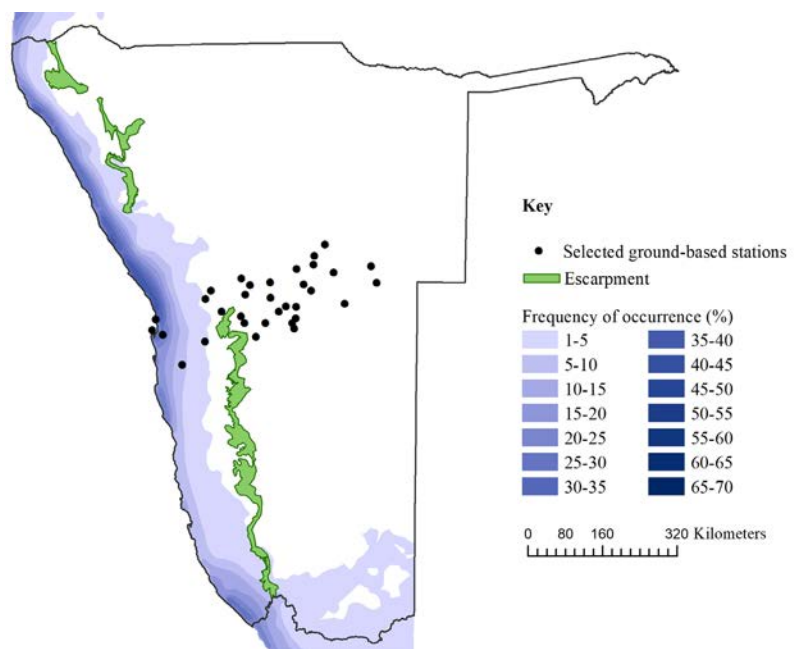 Key
Selected ground-based stations
Escarpment
Frequency of occurrence (%)
1-5 35-40
5-10 40-45
10-15 45-50
15-20 50-55
20-25 55-60
25-30 60-65
30-35 65-70
0 80 160 320 Kilometers